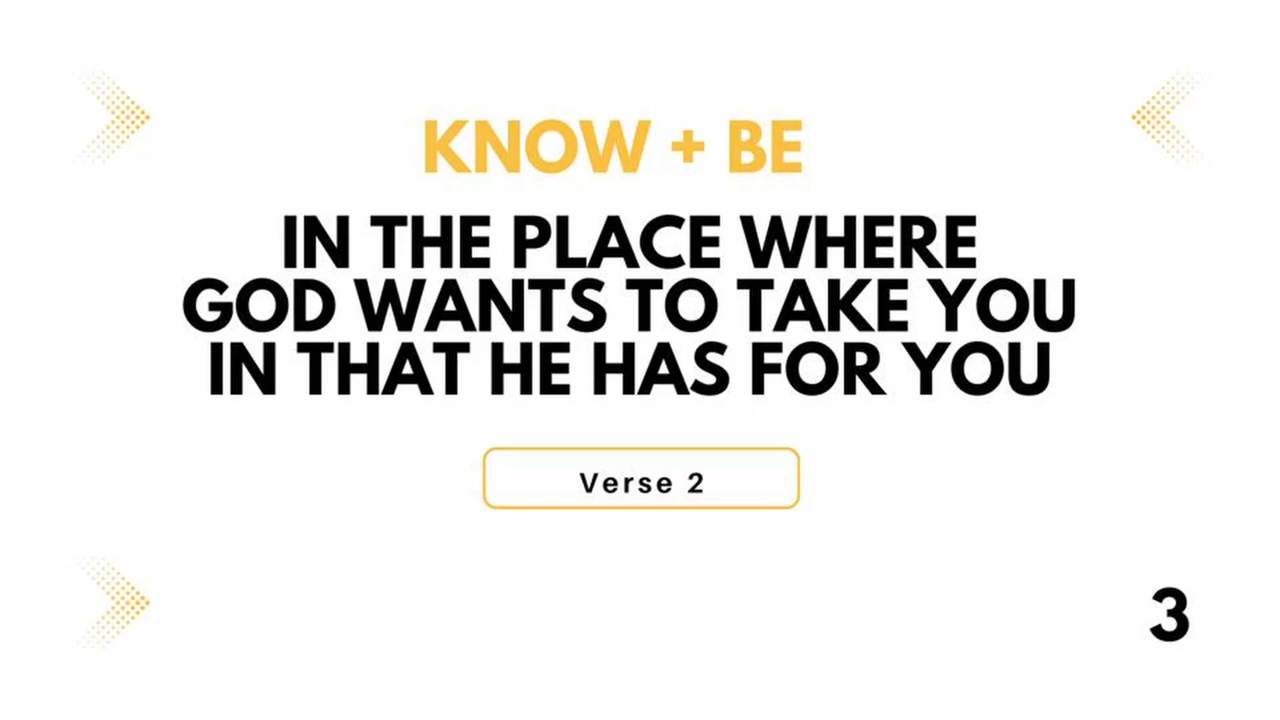 KNOW + BE
IN THE PLACE WHERE
GOD WANTS TO TAKE YOU
IN THAT HE HAS FOR YOU
Verse 2
3